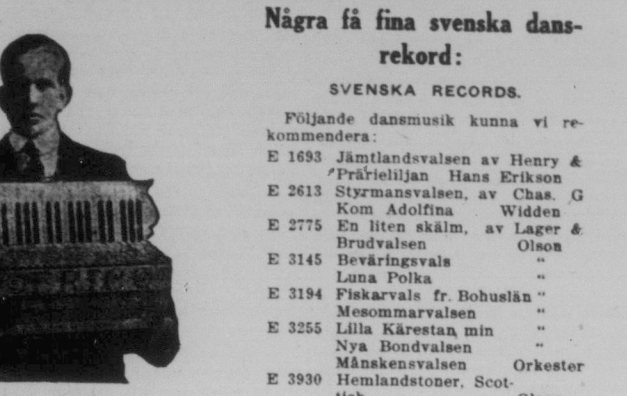 Några få fina svenska dans-
rekord:
SVENSKA RECORDS.
Följande dansmusik kunna vi re-
kommendera:
E 1693 Jämtlandsvalsen av Henry &
Prärieliljan Hans Erikson
E 2613 Styrmansvalsen, av Chas. G
Kom Adolfina Widden
E 2775 En liten skälm, av Lager &
Brudvalsen Olson
E 3145 Beväringsvals "
Luna Polka "
E 3194 Fiskarvals fr. Bohuslän "
Mesommarvalsen "
E 3255 Lilla Kärestan min "
Nya Bondvalsen "
Månskensvalsen Orkester
E 3930 Hemlandstoner, Scot-